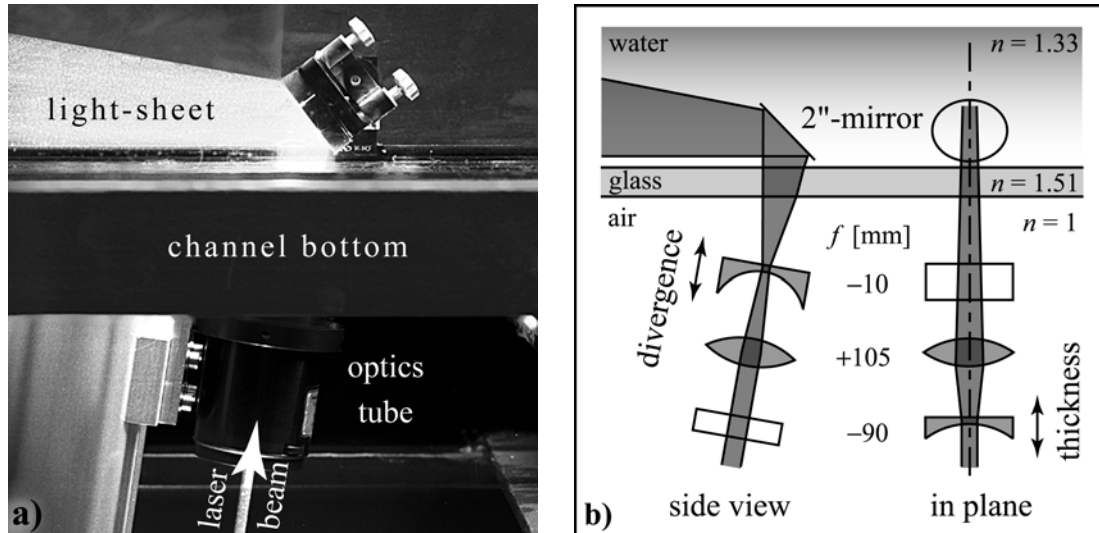 light-sheet
channel bottom
optics
tube
laser
beam
a)
water
n = 1.33
2"-mirror
glass
n = 1.51
air
n = 1
f [mm]
divergence
−10
+105
−90
thickness
side view
in plane
b)